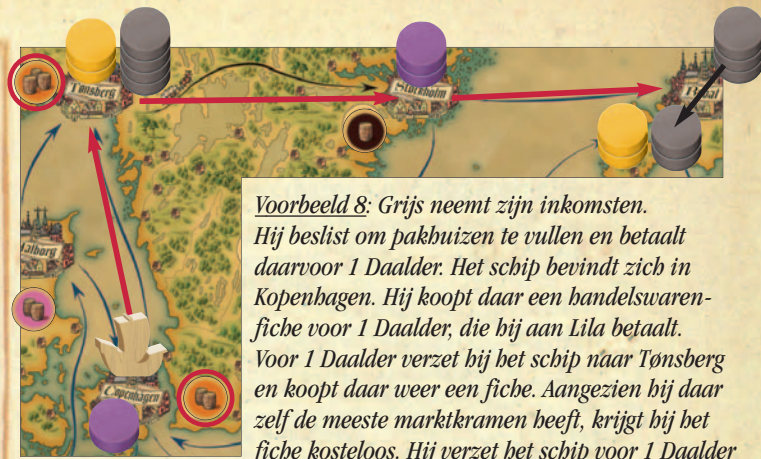 Tønsberg
Stockholm
Voorbeeld 8: Grijs neemt zijn inkomsten.
Hij beslist om pakhuizen te vullen en betaalt
daarvoor 1 Daalder. Het schip bevindt zich in
Kopenhagen. Hij koopt daar een handelswaren-
fiche voor 1 Daalder, die hij aan Lila betaalt.
Voor 1 Daalder verzet hij het schip naar Tønsberg
en koopt daar weer een fiche. Aangezien hij daar
zelf de meeste marktkramen heeft, krijgt hij het
fiche kosteloos. Hij verzet het schip voor 1 Daalder
Copenhagen